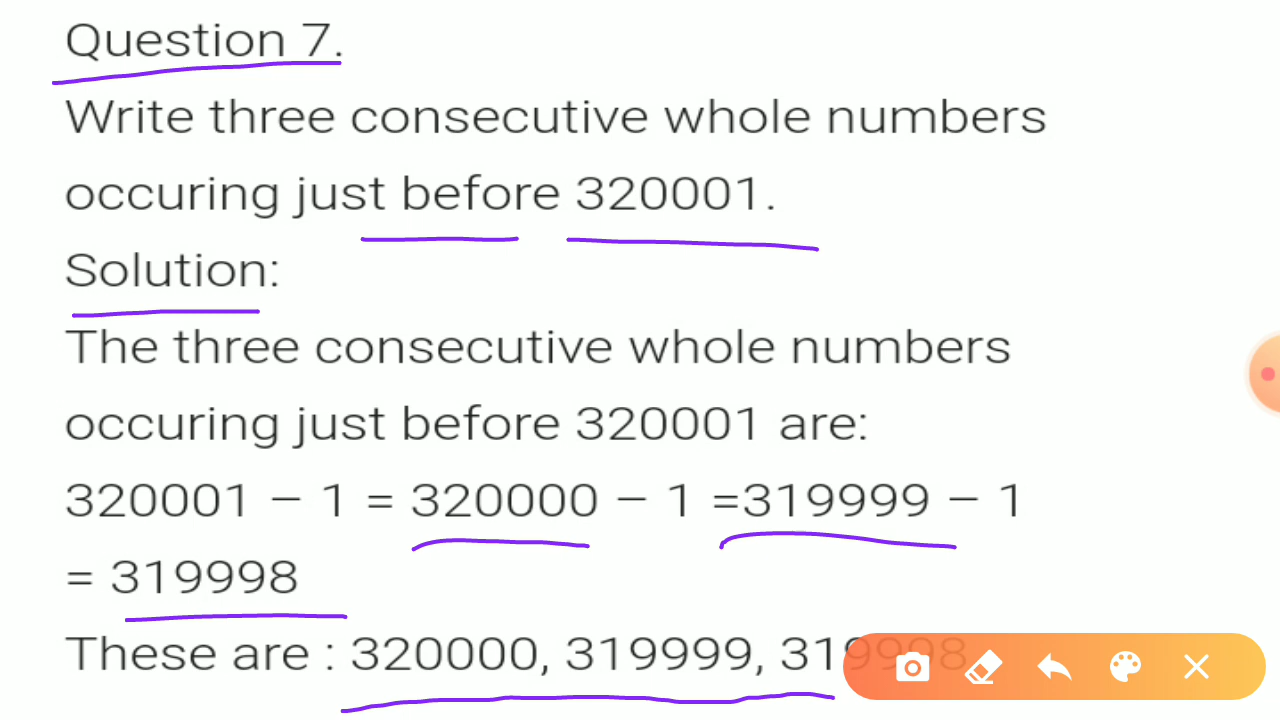 Question 7.
Write three consecutive whole numbers
occuring just before 320001.
Solution:
The three consecutive whole numbers
occuring just before 320001 are:
320001 – 1 = 320000 – 1 =319999 – 1
= 319998
These are : 320000, 319999, 319998